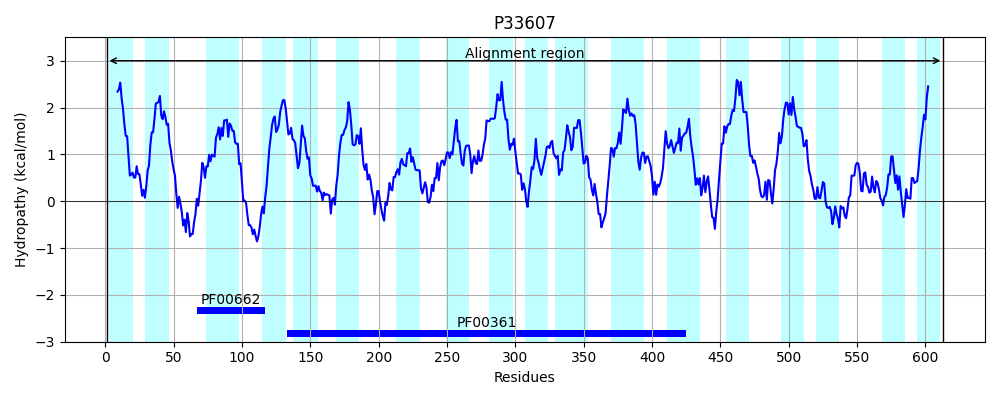 P33607
Alignment region
3
2
1
0
−1
−2
−3
Hydropathy (kcal/mol)
PF00662
PF00361
0 50 100 150 200 250 300 350 400 450 500 550 600
Residues